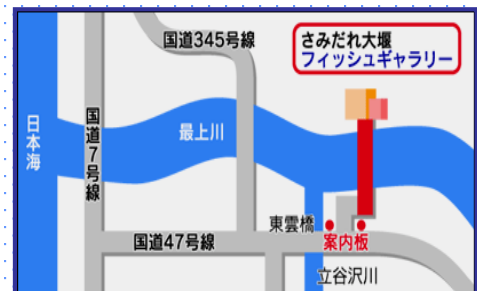 国道345号線
さみだれ大堰
フィッシュギャラリー
日本海
国道7号線
最上川
東雲橋
案内板
国道47号線
立谷沢川